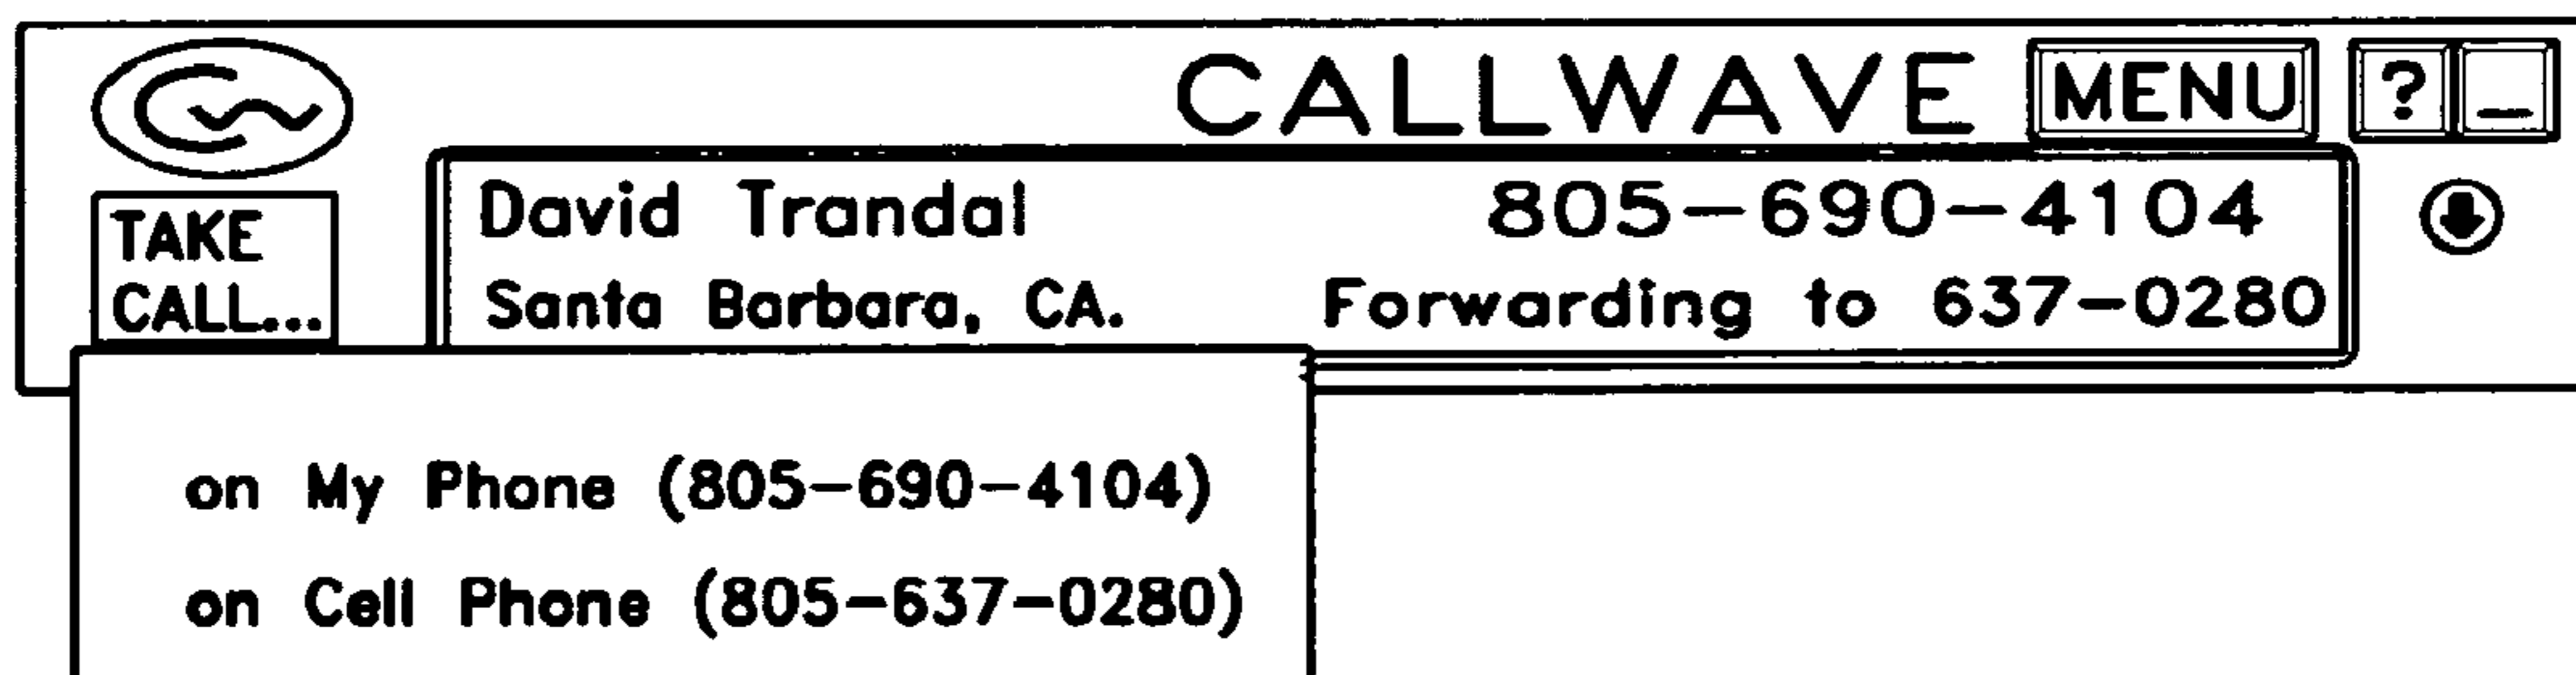 CALLWAVE MENU ? _
TAKE
CALL...
David Trandal 805-690-4104
Santa Barbara, CA. Forwarding to 637-0280
on My Phone (805-690-4104)
on Cell Phone (805-637-0280)